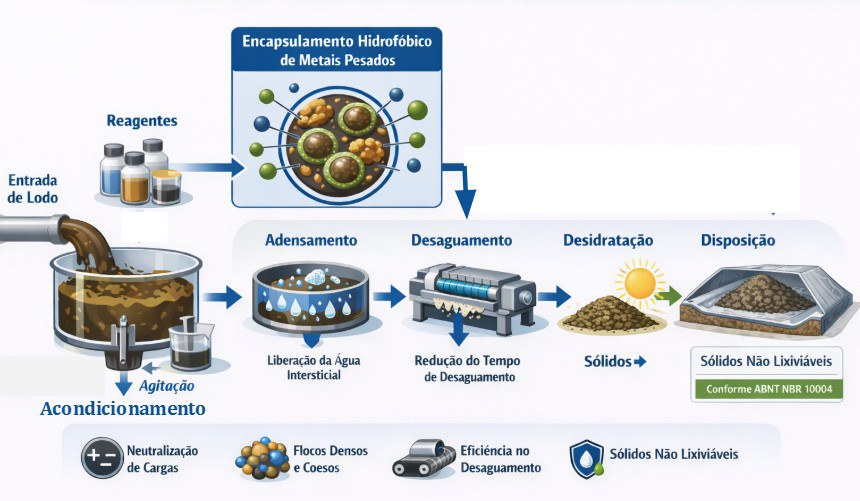 Encapsulamento Hidrofóbico
de Metais Pesados
Reagentes
Entrada
de Lodo
Adensamento
Desaguamento
Desidratação
Disposição
Liberação da Água
Intersticial
Redução do Tempo
de Desaguamento
Sólidos
Sólidos Não Lixiviáveis
Conforme ABNT NBR 10004
Agitação
Acondicionamento
Neutralização
de Cargas
Flocos Densos
e Coesos
Eficiência no
Desaguamento
Sólidos Não Lixiviáveis